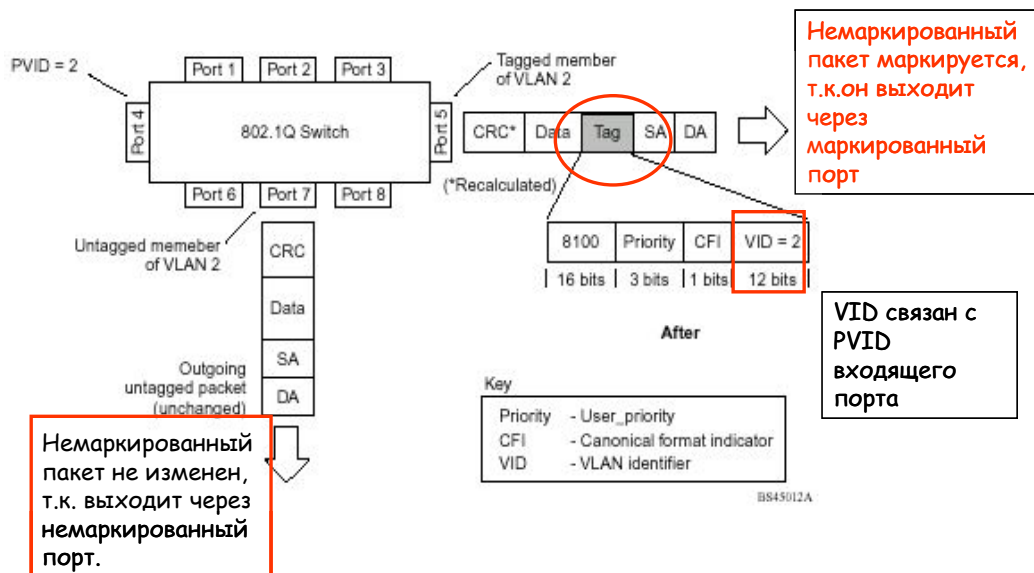 PVID = 2
Port 1
Port 2
Port 3
Tagged member
of VLAN 2
Port 4
802.1Q Switch
Port 5
CRC*
Data
Tag
SA
DA
(*Recalculated)
Немаркированный
пакет маркируется,
т.к.он выходит
через
маркированный
порт
Port 6
Port 7
Port 8
Untagged memeber
of VLAN 2
CRC
Data
SA
DA
8100
Priority
CFI
VID = 2
16 bits
3 bits
1 bits
12 bits
After
VID связан с
PVID
входящего
порта
Outgoing
untagged packet
(unchanged)
Key
Priority - User_priority
CFI - Canonical format indicator
VID - VLAN identifier
BS45012A
Немаркированный
пакет не изменен,
т.к. выходит через
немаркированный
порт.